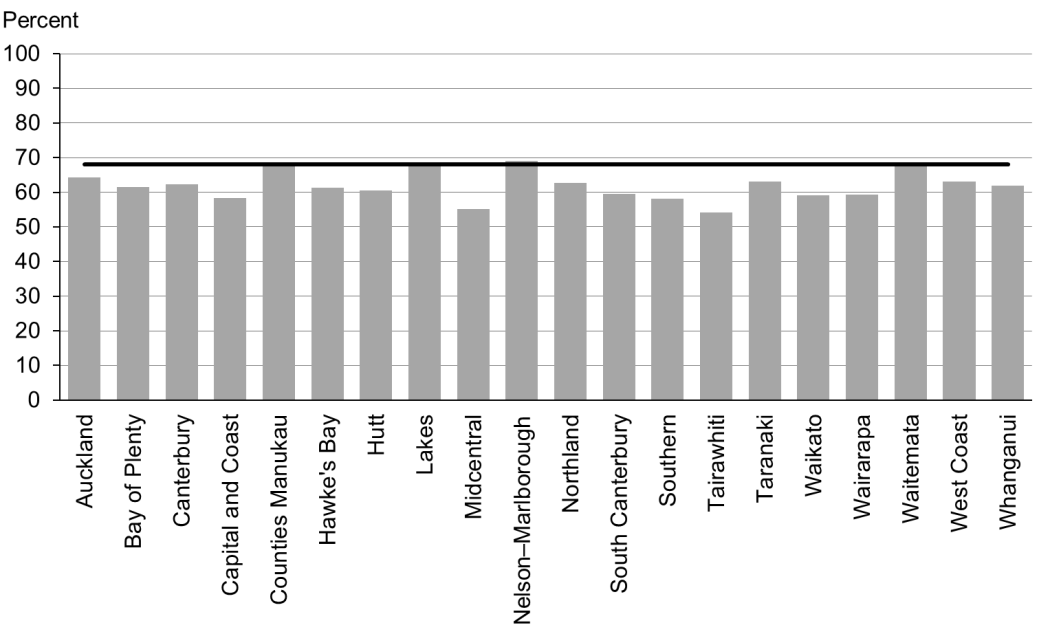 Percent
100
90
80
70
60
50
40
30
20
10
0
Auckland
Bay of Plenty
Canterbury
Capital and Coast
Counties Manukau
Hawke's Bay
Hutt
Lakes
Midcentral
Nelson–Marlborough
Northland
South Canterbury
Southern
Tairawhiti
Taranaki
Waikato
Wairarapa
Waitemata
West Coast
Whanganui